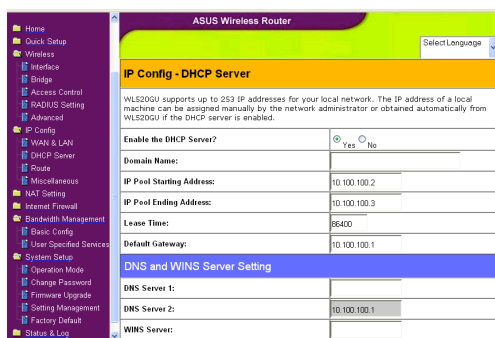 ASUS Wireless Router
Select Language
Home
Quick Setup
Wireless
Interface
Bridge
Access Control
RADIUS Setting
Advanced
IP Config
WAN & LAN
DHCP Server
Route
Miscellaneous
NAT Setting
Internet Firewall
Bandwidth Management
Basic Config
User Specified Services
System Setup
Operation Mode
Change Password
Firmware Upgrade
Setting Management
Factory Default
Status & Log
IP Config - DHCP Server
WL520GU supports up to 253 IP addresses for your local network. The IP address of a local
machine can be assigned manually by the network administrator or obtained automatically from
WL520GU if the DHCP server is enabled.
Enable the DHCP Server? Yes No
Domain Name:
IP Pool Starting Address: 10.100.100.2
IP Pool Ending Address: 10.100.100.3
Lease Time: 86400
Default Gateway: 10.100.100.1
DNS and WINS Server Setting
DNS Server 1:
DNS Server 2: 10.100.100.1
WINS Server: